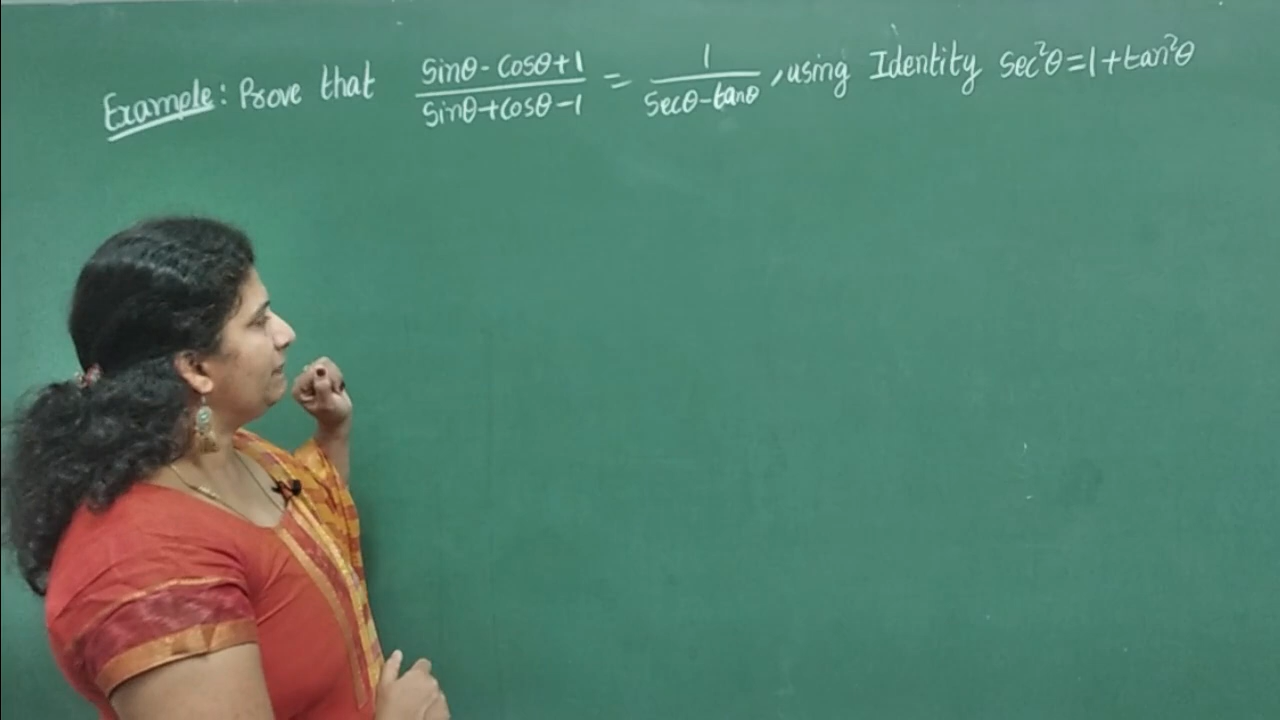 Example: Prove that (sinθ - cosθ + 1)/(sinθ + cosθ - 1) = 1/(secθ - tanθ), using Identity sec²θ = 1 + tan²θ